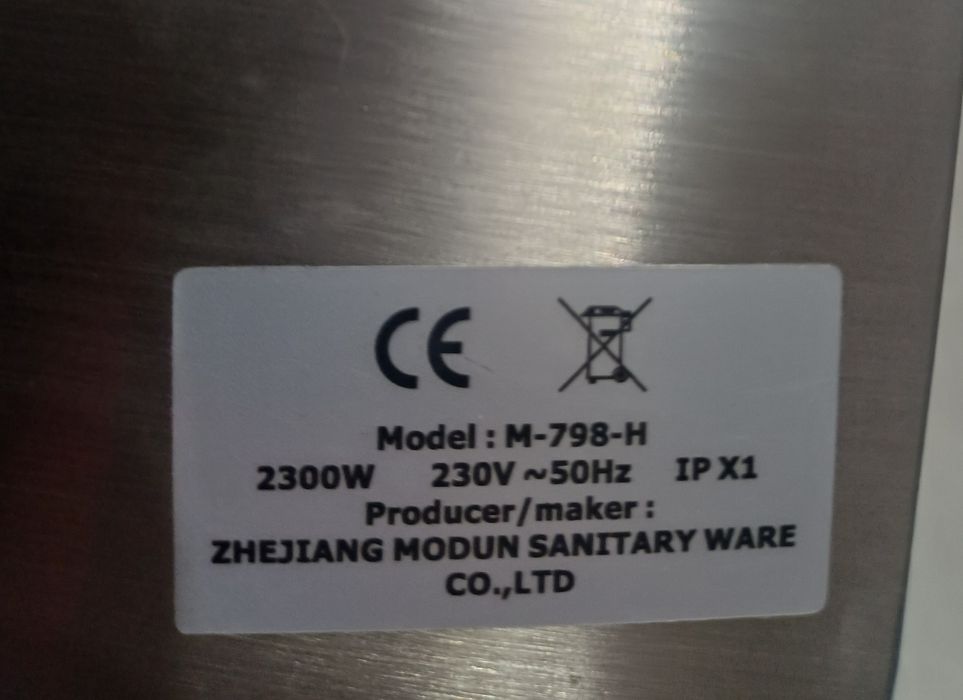 CE
Model : M-798-H
2300W 230V ~50Hz IP X1
Producer/maker :
ZHEJIANG MODUN SANITARY WARE
CO.,LTD